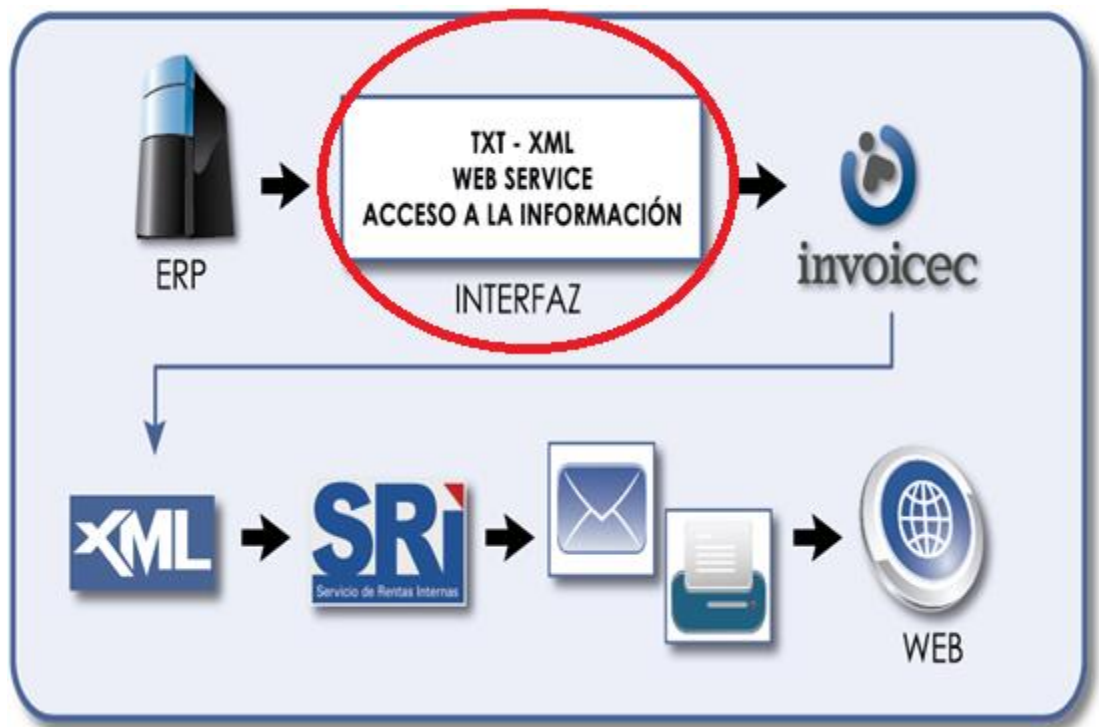 TXT - XML
WEB SERVICE
ACCESO A LA INFORMACIÓN
ERP
INTERFAZ
invoicec
XML
SRi
Servicio de Rentas Internas
WEB